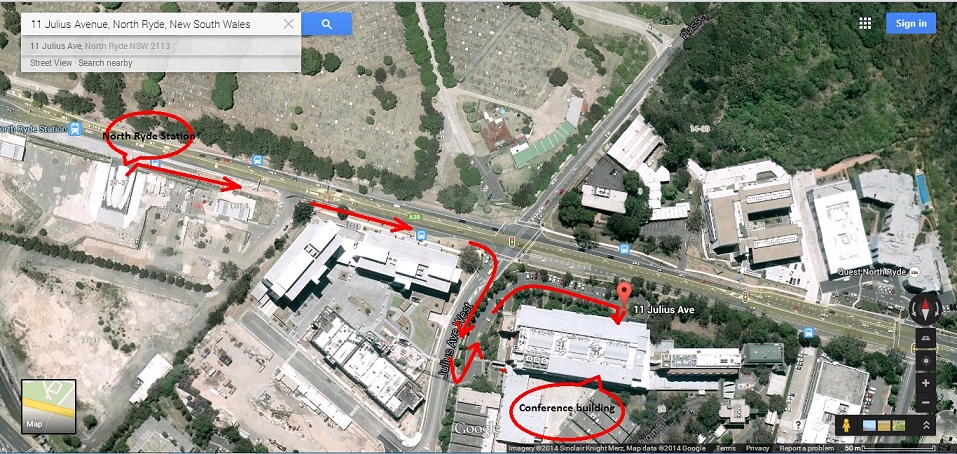 11 Julius Avenue, North Ryde, New South Wales
11 Julius Ave, North Ryde NSW 2113
Street View · Search nearby
Sign in
North Ryde Station
North Ryde Station
A38
Julius Ave West
11 Julius Ave
Quest North Ryde
27-37
Conference building
Map
Google
Imagery ©2014 Sinclair Knight Merz, Map data ©2014 Google
Terms
Privacy
Report a problem
50 m